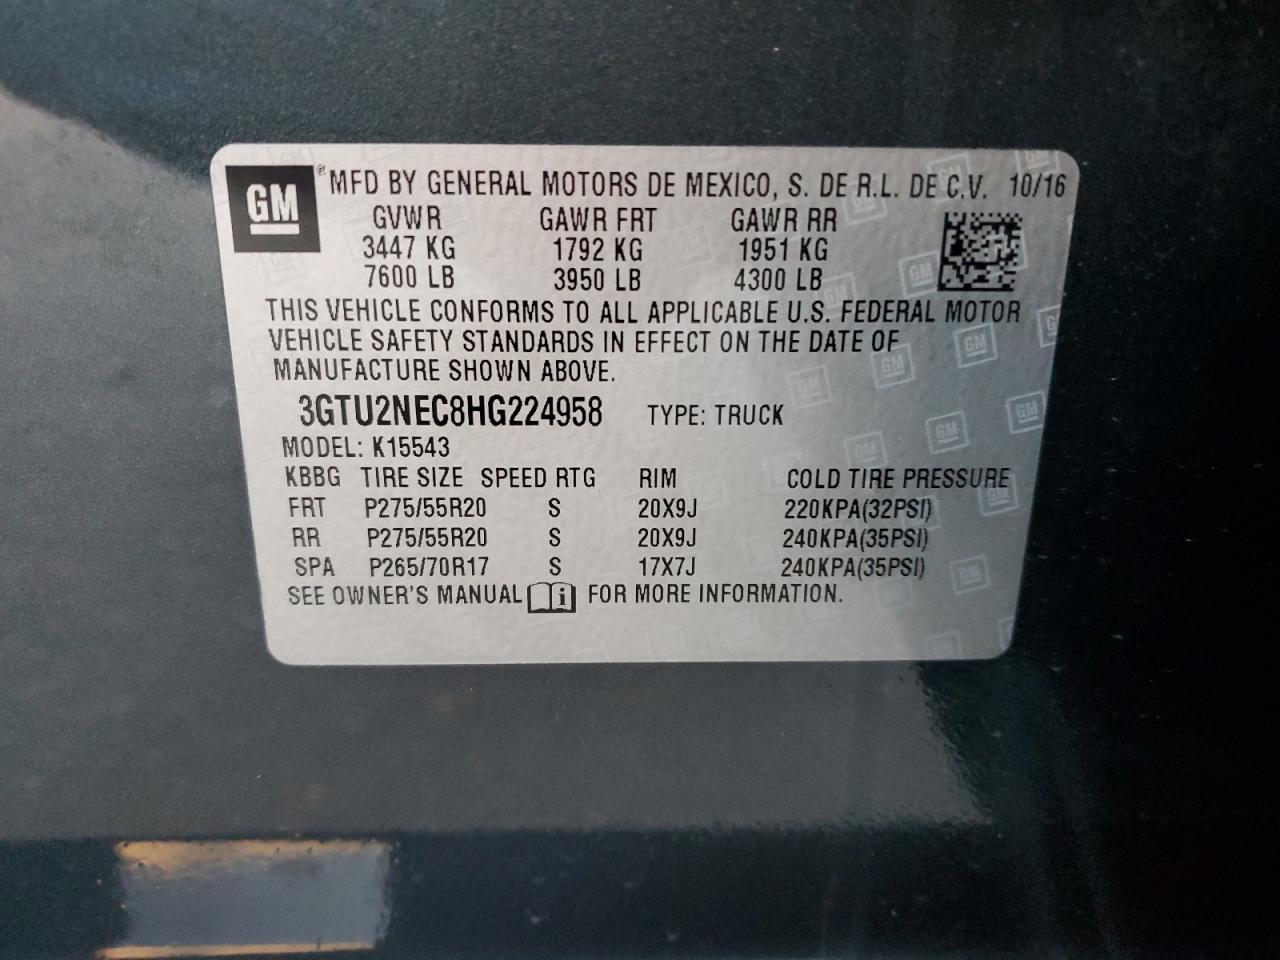 GM ® MFD BY GENERAL MOTORS DE MEXICO, S. DE R.L. DE C.V. 10/16
GVWR GAWR FRT GAWR RR
3447 KG 1792 KG 1951 KG
7600 LB 3950 LB 4300 LB
THIS VEHICLE CONFORMS TO ALL APPLICABLE U.S. FEDERAL MOTOR
VEHICLE SAFETY STANDARDS IN EFFECT ON THE DATE OF
MANUFACTURE SHOWN ABOVE.
3GTU2NEC8HG224958 TYPE: TRUCK
MODEL: K15543
KBBG TIRE SIZE SPEED RTG RIM COLD TIRE PRESSURE
FRT P275/55R20 S 20X9J 220KPA(32PSI)
RR P275/55R20 S 20X9J 240KPA(35PSI)
SPA P265/70R17 S 17X7J 240KPA(35PSI)
SEE OWNER'S MANUAL i FOR MORE INFORMATION.